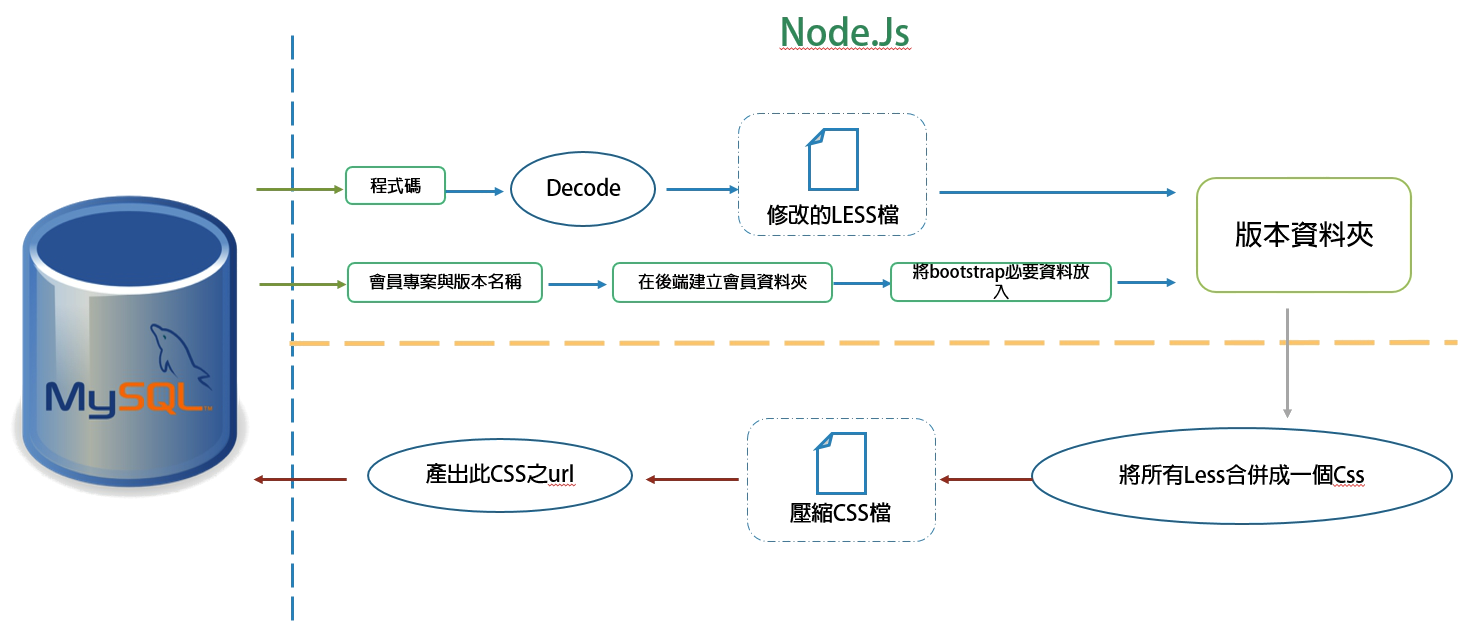 Node.Js
程式碼
Decode
修改的LESS檔
版本資料夾
會員專案與版本名稱
在後端建立會員資料夾
將bootstrap必要資料放
入
MySQL™
產出此CSS之url
壓縮CSS檔
將所有Less合併成一個Css